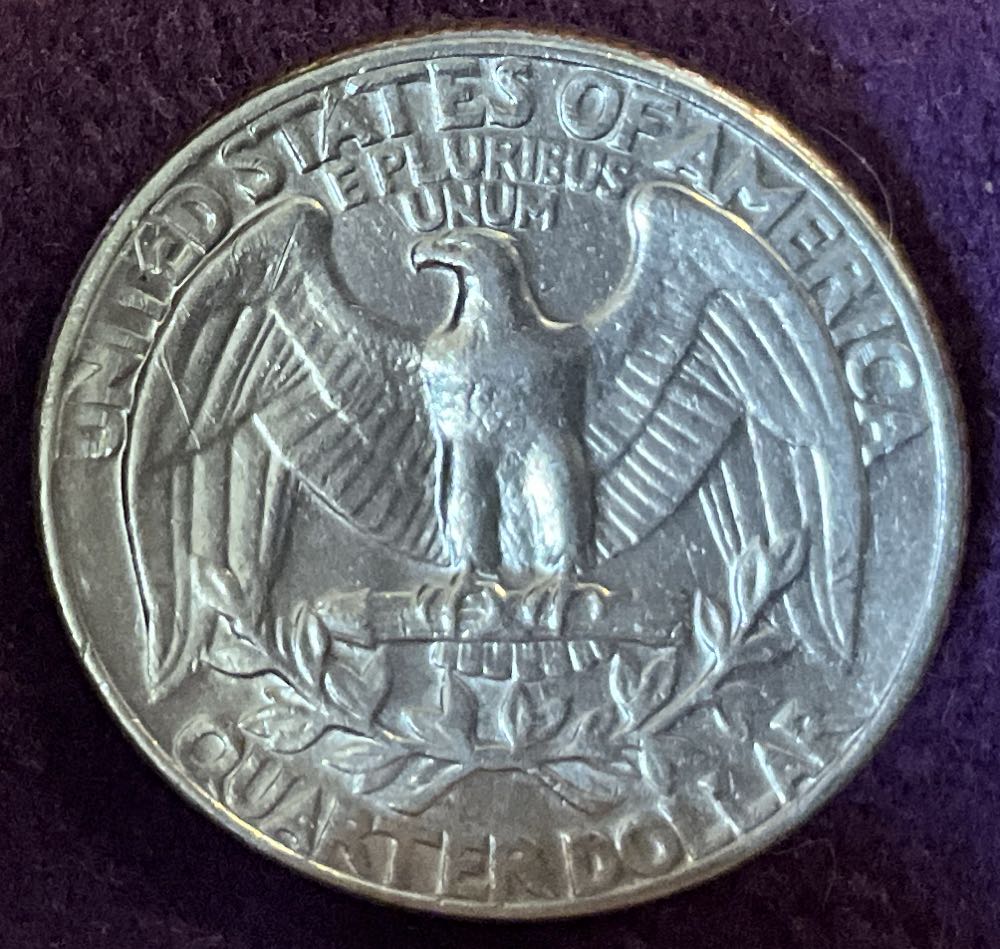 UNITED STATES OF AMERICA
E PLURIBUS
UNUM
QUARTER DOLLAR